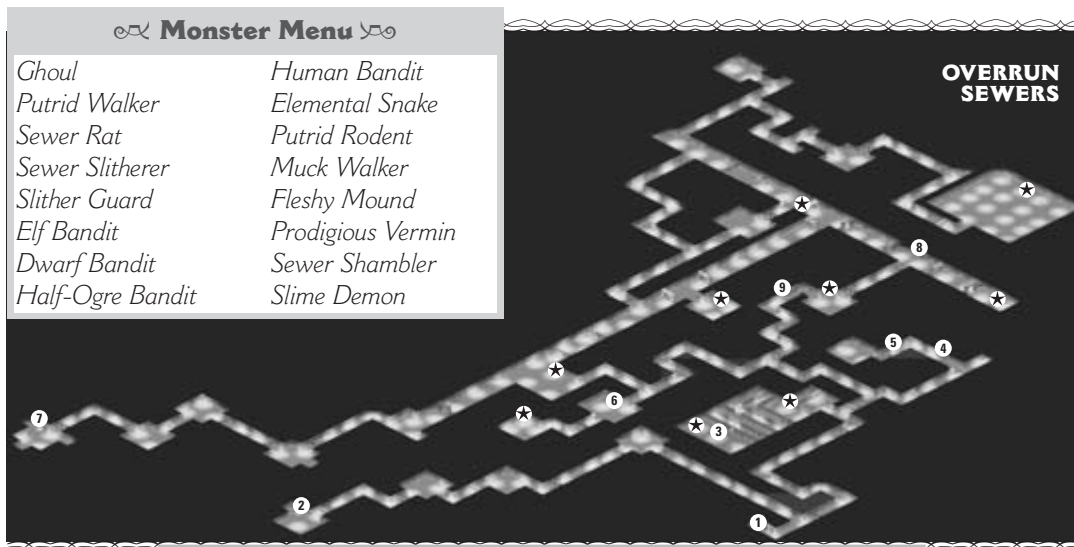 Monster Menu
Ghoul
Putrid Walker
Sewer Rat
Sewer Slitherer
Slither Guard
Elf Bandit
Dwarf Bandit
Half-Ogre Bandit
Human Bandit
Elemental Snake
Putrid Rodent
Muck Walker
Fleshy Mound
Prodigious Vermin
Sewer Shambler
Slime Demon
OVERRUN
SEWERS
8
9
5
4
6
7
3
2
1